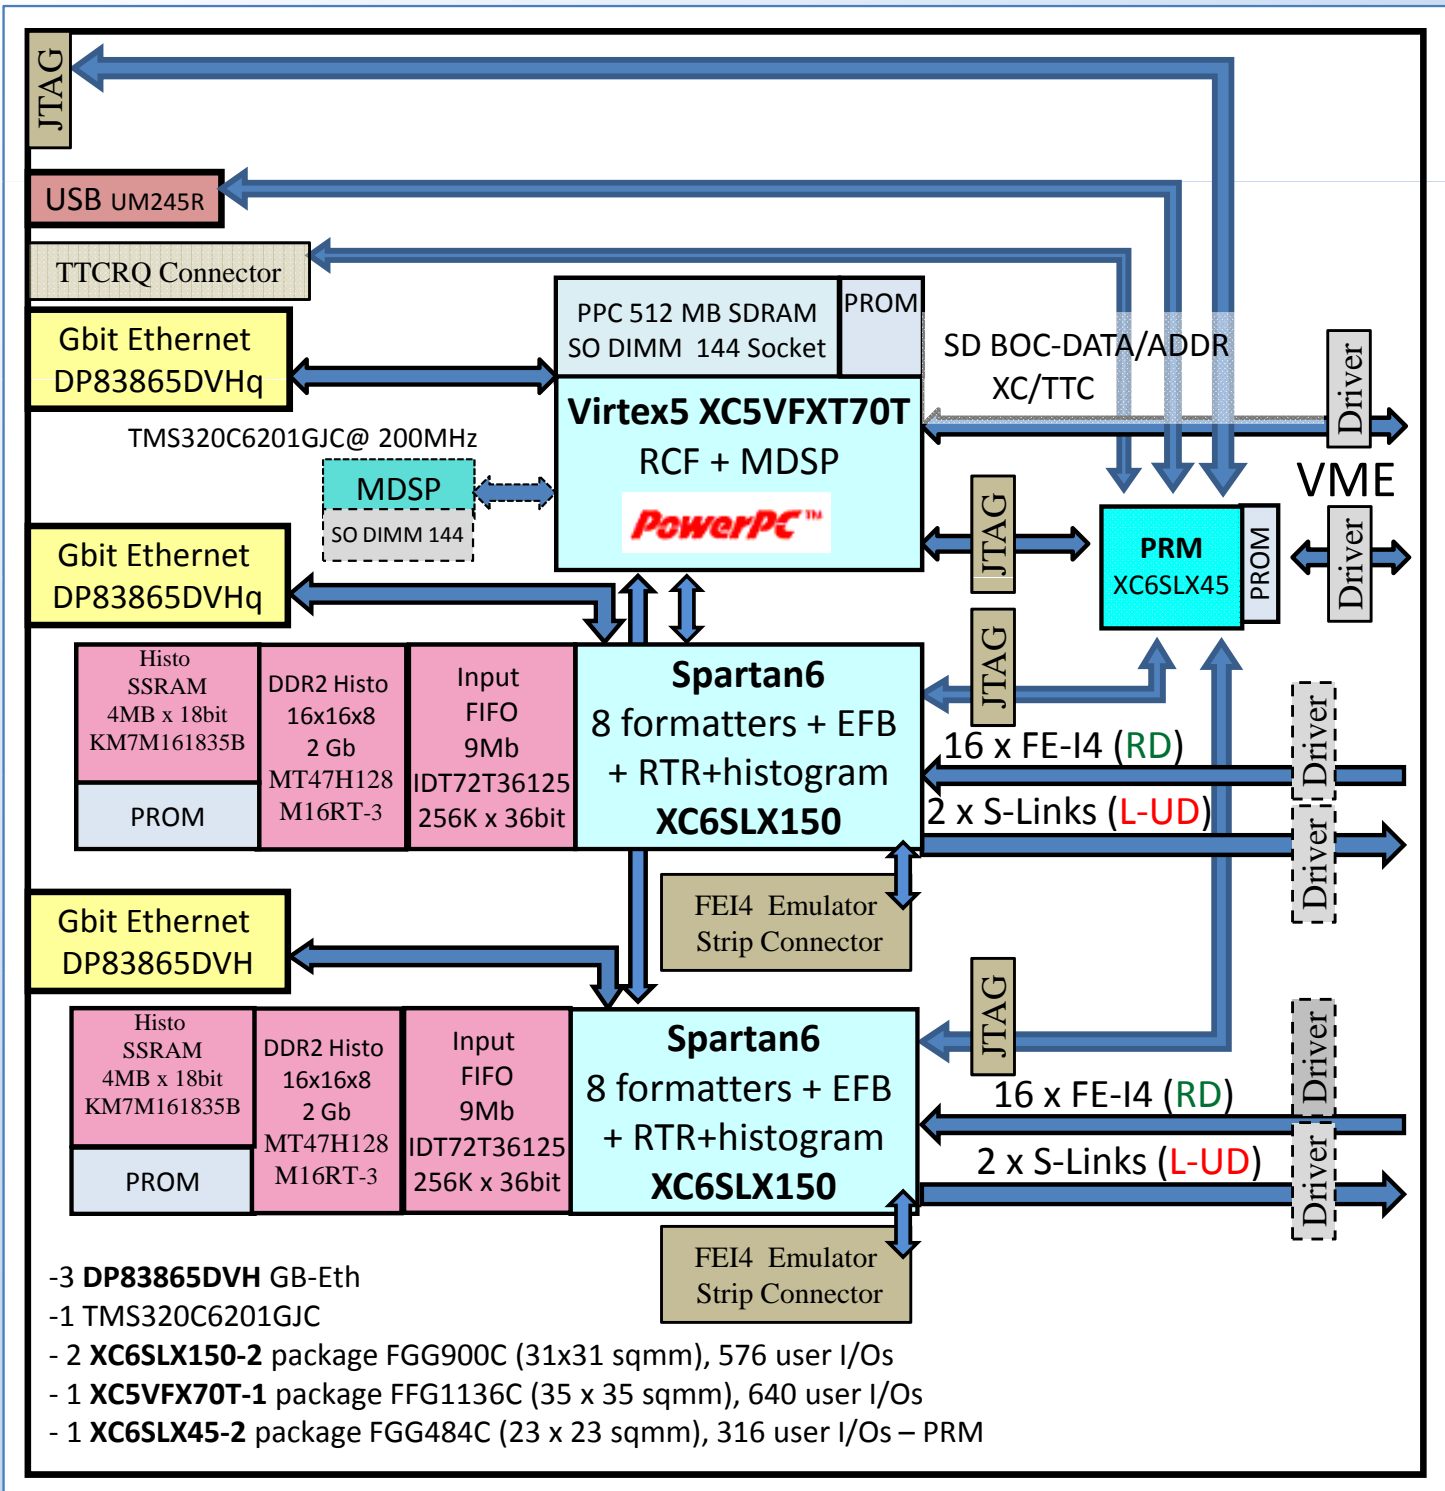 JTAG
USB UM245R
TTCRQ Connector
Gbit Ethernet
DP83865DVHq
PPC 512 MB SDRAM
SO DIMM 144 Socket
PROM
SD BOC-DATA/ADDR
XC/TTC
Driver
Virtex5 XC5VFXT70T
RCF + MDSP
PowerPC™
TMS320C6201GJC@ 200MHz
MDSP
SO DIMM 144
VME
JTAG
PRM
XC6SLX45
PROM
Driver
Gbit Ethernet
DP83865DVHq
JTAG
Histo
SSRAM
4MB x 18bit
KM7M161835B
PROM
DDR2 Histo
16x16x8
2 Gb
MT47H128
M16RT-3
Input
FIFO
9Mb
IDT72T36125
256K x 36bit
Spartan6
8 formatters + EFB
+ RTR+histogram
XC6SLX150
16 x FE-I4 (RD)
2 x S-Links (L-UD)
Driver
Driver
FEI4 Emulator
Strip Connector
Gbit Ethernet
DP83865DVH
JTAG
Histo
SSRAM
4MB x 18bit
KM7M161835B
PROM
DDR2 Histo
16x16x8
2 Gb
MT47H128
M16RT-3
Input
FIFO
9Mb
IDT72T36125
256K x 36bit
Spartan6
8 formatters + EFB
+ RTR+histogram
XC6SLX150
16 x FE-I4 (RD)
2 x S-Links (L-UD)
Driver
Driver
FEI4 Emulator
Strip Connector
-3 DP83865DVH GB-Eth
-1 TMS320C6201GJC
- 2 XC6SLX150-2 package FGG900C (31x31 sqmm), 576 user I/Os
- 1 XC5VFX70T-1 package FFG1136C (35 x 35 sqmm), 640 user I/Os
- 1 XC6SLX45-2 package FGG484C (23 x 23 sqmm), 316 user I/Os – PRM